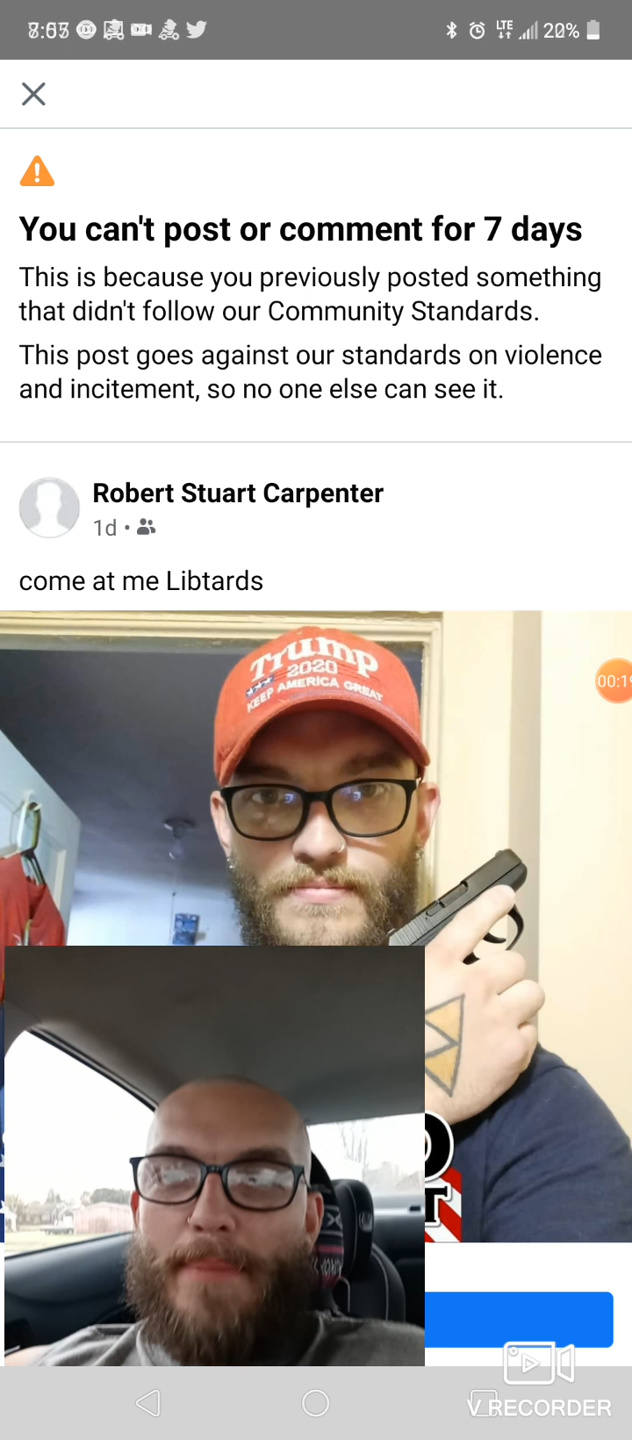 8:05
LTE
20%
You can't post or comment for 7 days
This is because you previously posted something
that didn't follow our Community Standards.
This post goes against our standards on violence
and incitement, so no one else can see it.
Robert Stuart Carpenter
1d •
come at me Libtards
Trump
2020
KEEP AMERICA GREAT
00:19
V.RECORDER